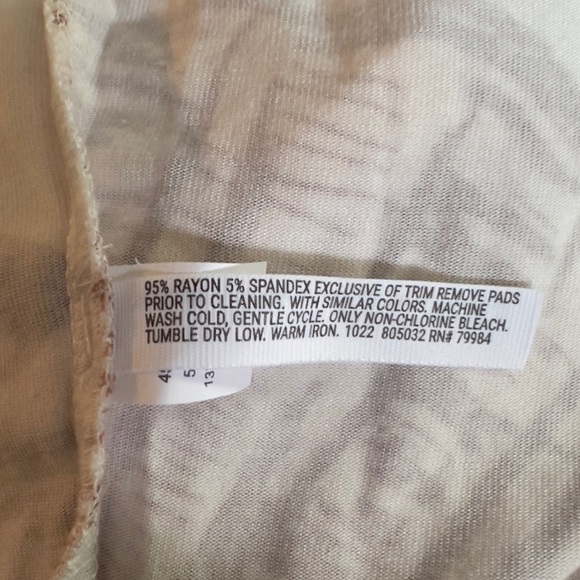 95% RAYON 5% SPANDEX EXCLUSIVE OF TRIM REMOVE PADS
PRIOR TO CLEANING. WITH SIMILAR COLORS. MACHINE
WASH COLD, GENTLE CYCLE. ONLY NON-CHLORINE BLEACH.
TUMBLE DRY LOW. WARM IRON. 1022 805032 RN# 79984
5
13